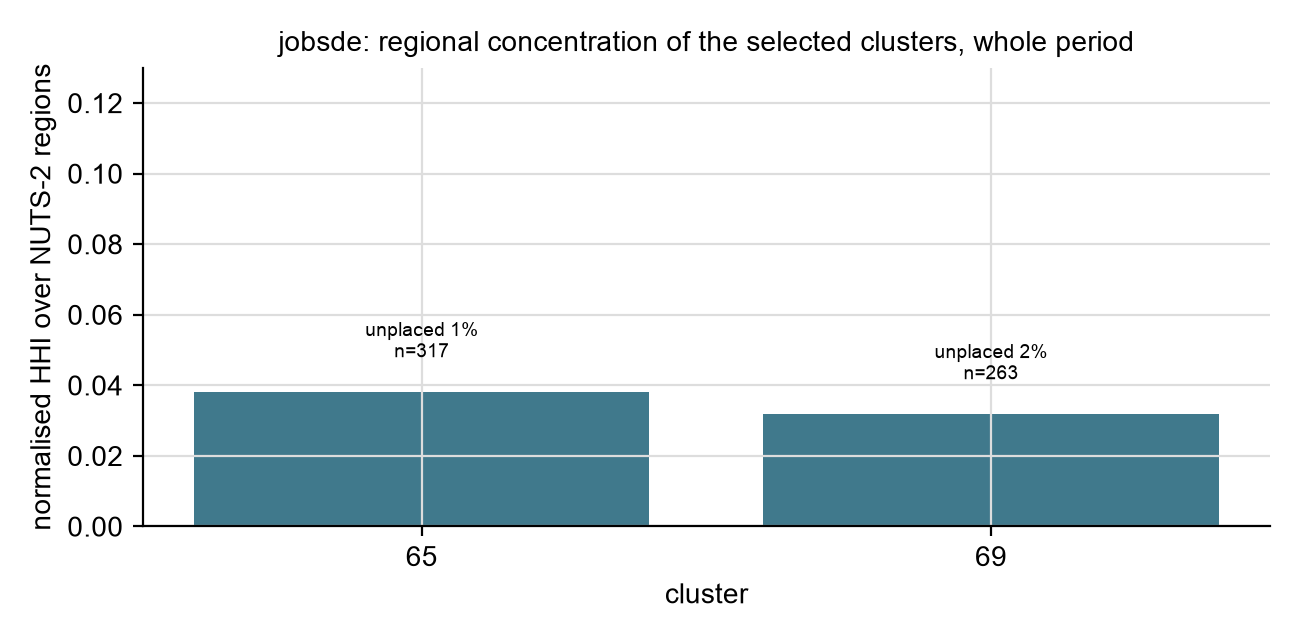 jobsde: regional concentration of the selected clusters, whole period
normalised HHI over NUTS-2 regions
0.12
0.10
0.08
0.06
0.04
0.02
0.00
unplaced 1%
n=317
unplaced 2%
n=263
65
69
cluster